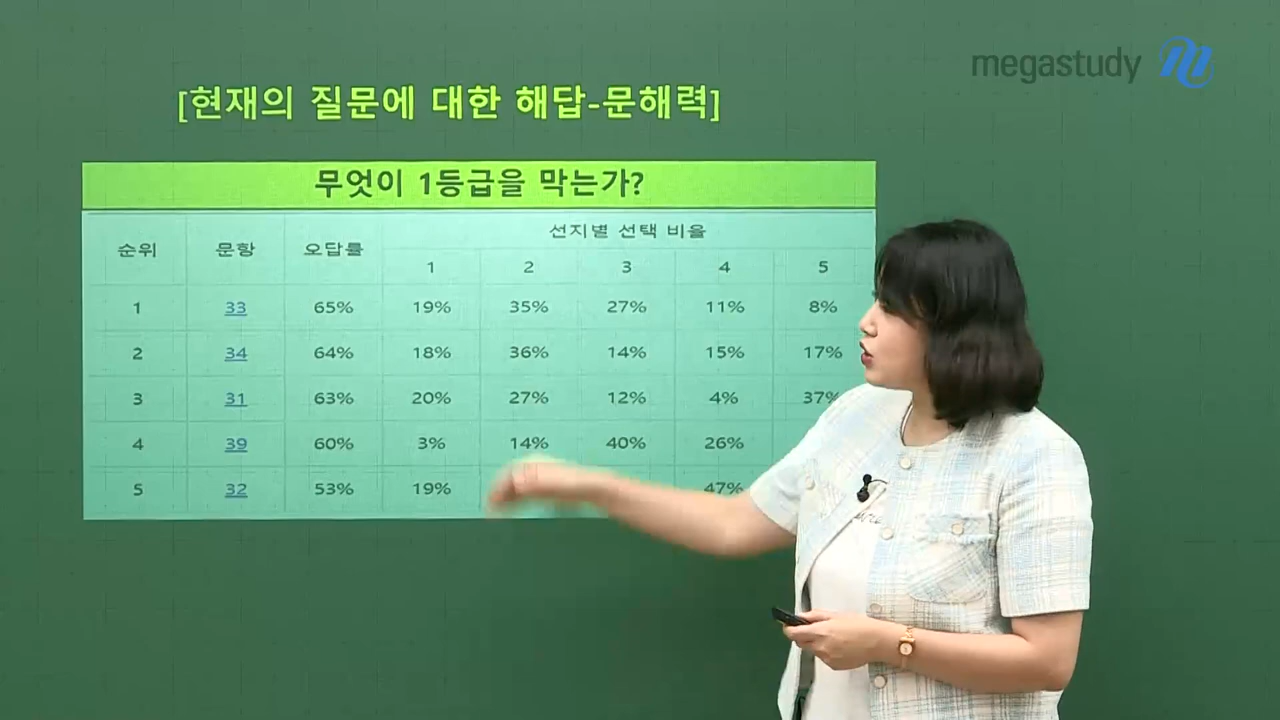 megastudy
[현재의 질문에 대한 해답-문해력]
무엇이 1등급을 막는가?
순위 문항 오답률 선지별 선택 비율
1 2 3 4 5
1 33 65% 19% 35% 27% 11% 8%
2 34 64% 18% 36% 14% 15% 17%
3 31 63% 20% 27% 12% 4% 37%
4 39 60% 3% 14% 40% 26%
5 32 53% 19% 47%